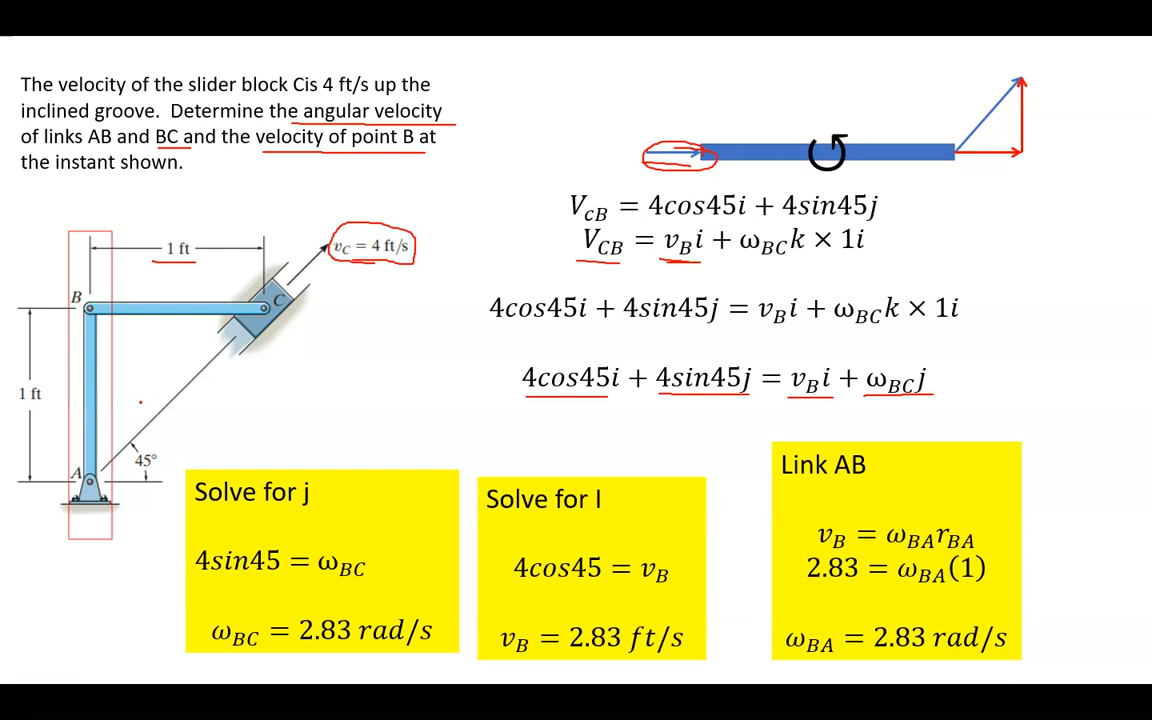 The velocity of the slider block Cis 4 ft/s up the
inclined groove. Determine the angular velocity
of links AB and BC and the velocity of point B at
the instant shown.
V_cB = 4cos45i + 4sin45j
V_CB = v_B i + ω_BC k × 1i
4cos45i + 4sin45j = v_B i + ω_BC k × 1i
4cos45i + 4sin45j = v_B i + ω_BC j
1 ft
v_C = 4 ft/s
B
C
1 ft
A
45°
Solve for j
4sin45 = ω_BC
ω_BC = 2.83 rad/s
Solve for I
4cos45 = v_B
v_B = 2.83 ft/s
Link AB
v_B = ω_BA r_BA
2.83 = ω_BA(1)
ω_BA = 2.83 rad/s